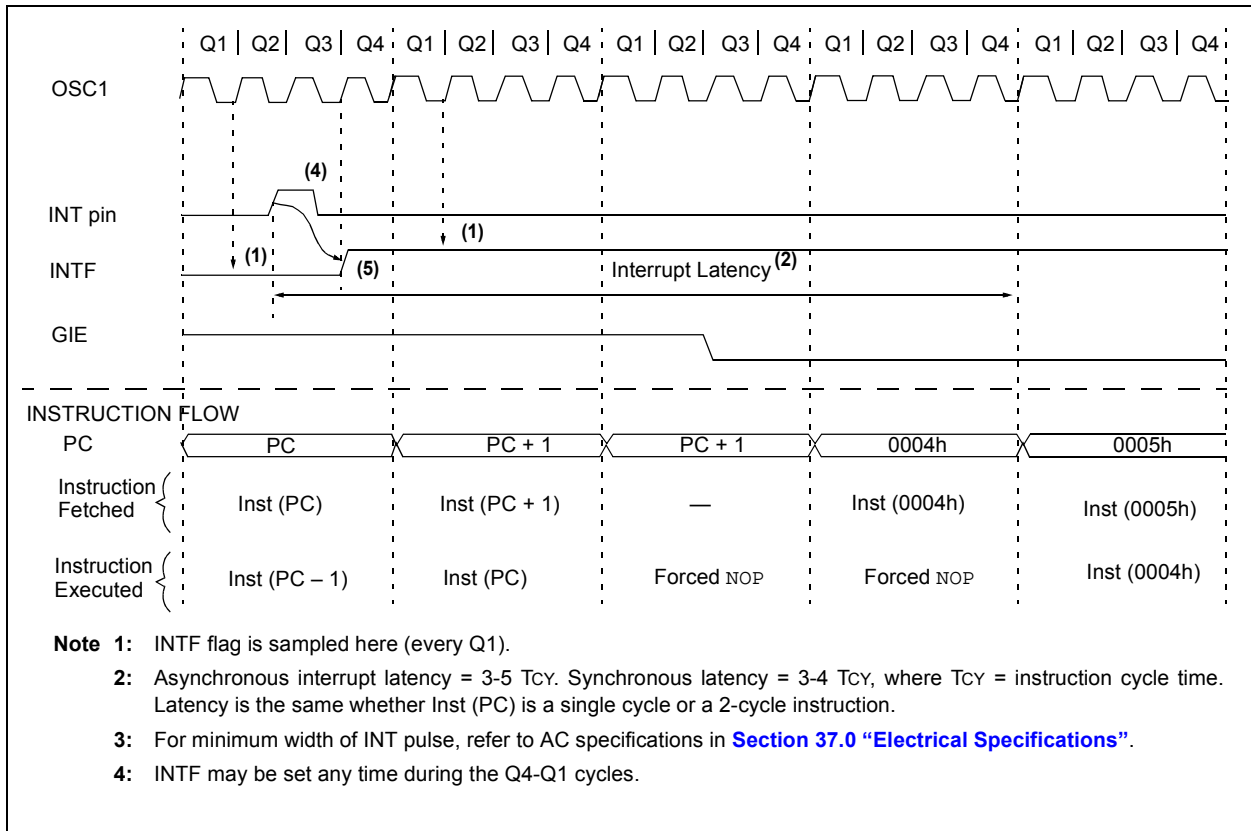 Q1 Q2 Q3 Q4 Q1 Q2 Q3 Q4 Q1 Q2 Q3 Q4 Q1 Q2 Q3 Q4 Q1 Q2 Q3 Q4
OSC1
(4)
INT pin
(1)
(1)
INTF
(5)
Interrupt Latency (2)
GIE
INSTRUCTION FLOW
PC
PC
PC + 1
PC + 1
0004h
0005h
Instruction
Fetched
Inst (PC)
Inst (PC + 1)
—
Inst (0004h)
Inst (0005h)
Instruction
Executed
Inst (PC – 1)
Inst (PC)
Forced NOP
Forced NOP
Inst (0004h)
Note 1: INTF flag is sampled here (every Q1).
2: Asynchronous interrupt latency = 3-5 TCY. Synchronous latency = 3-4 TCY, where TCY = instruction cycle time.
Latency is the same whether Inst (PC) is a single cycle or a 2-cycle instruction.
3: For minimum width of INT pulse, refer to AC specifications in Section 37.0 “Electrical Specifications”.
4: INTF may be set any time during the Q4-Q1 cycles.